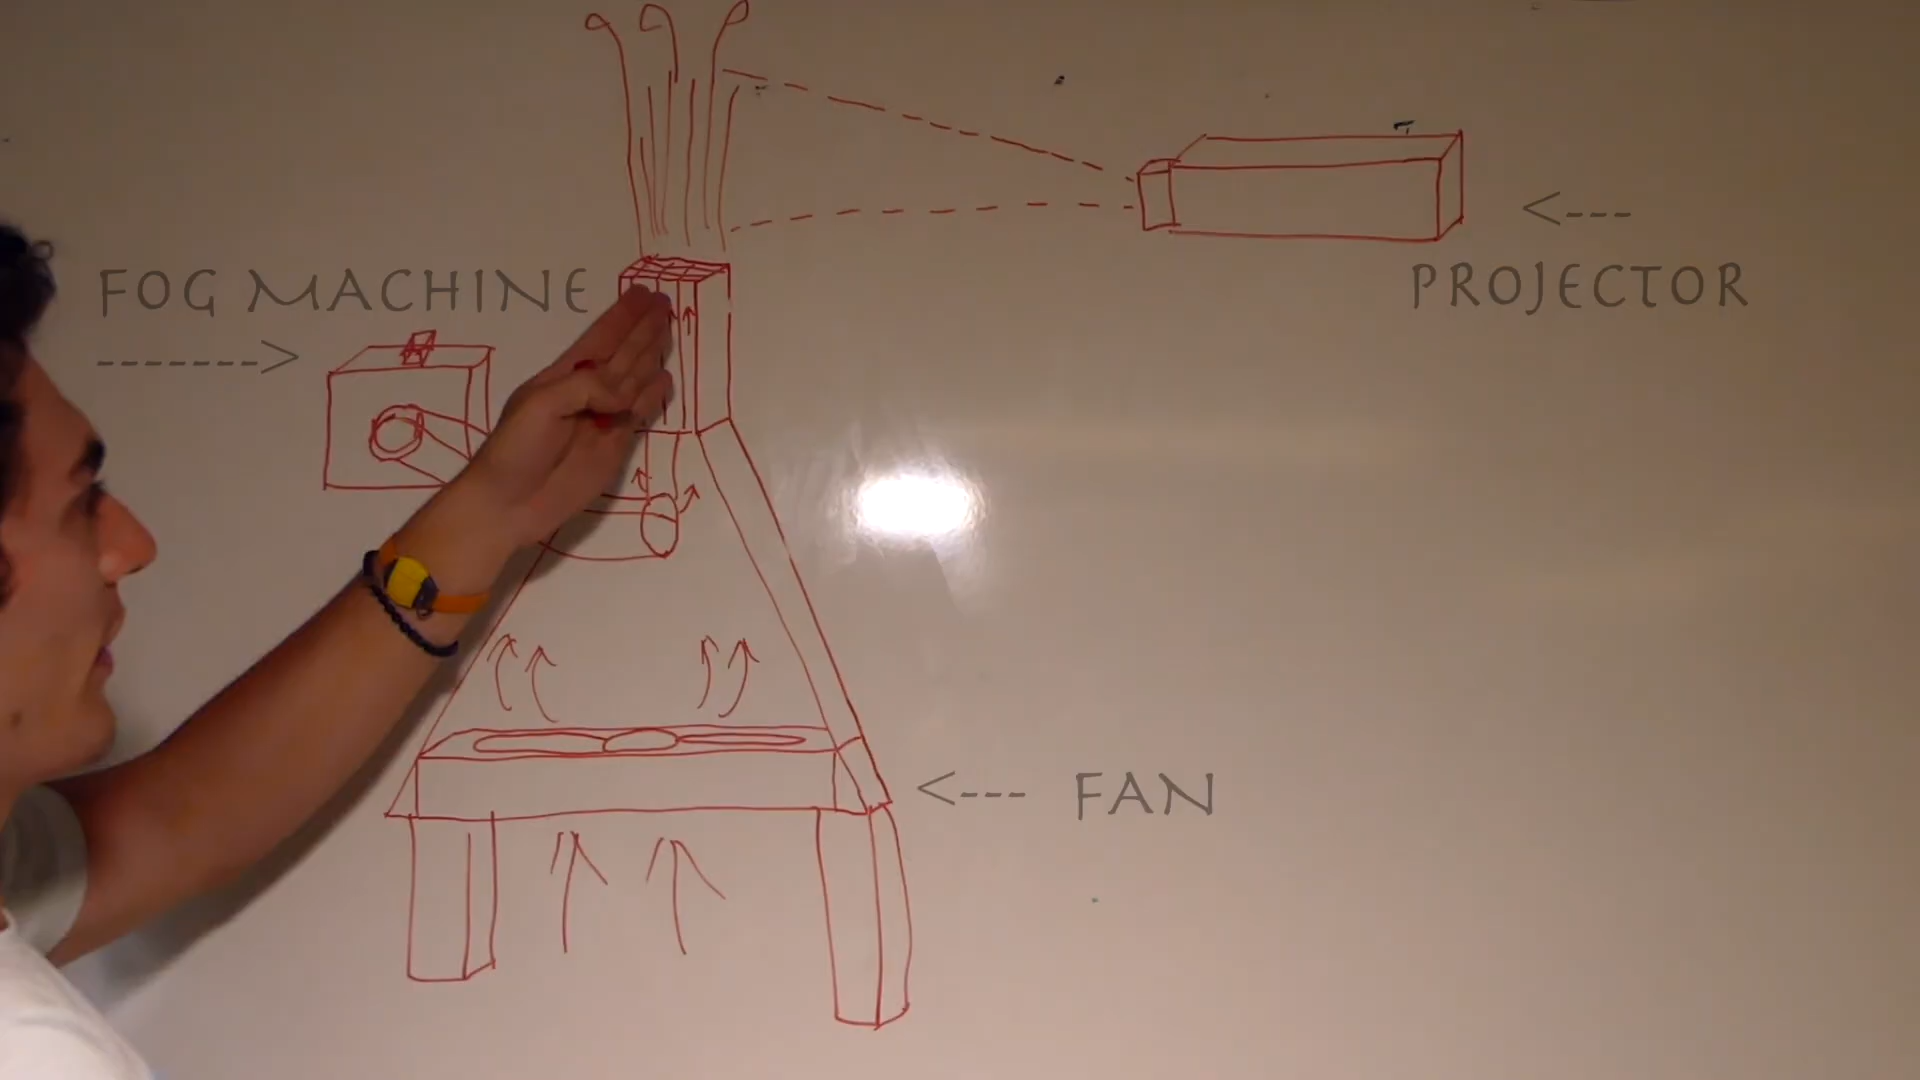 FOG MACHINE
------->
<---
PROJECTOR
<--- FAN